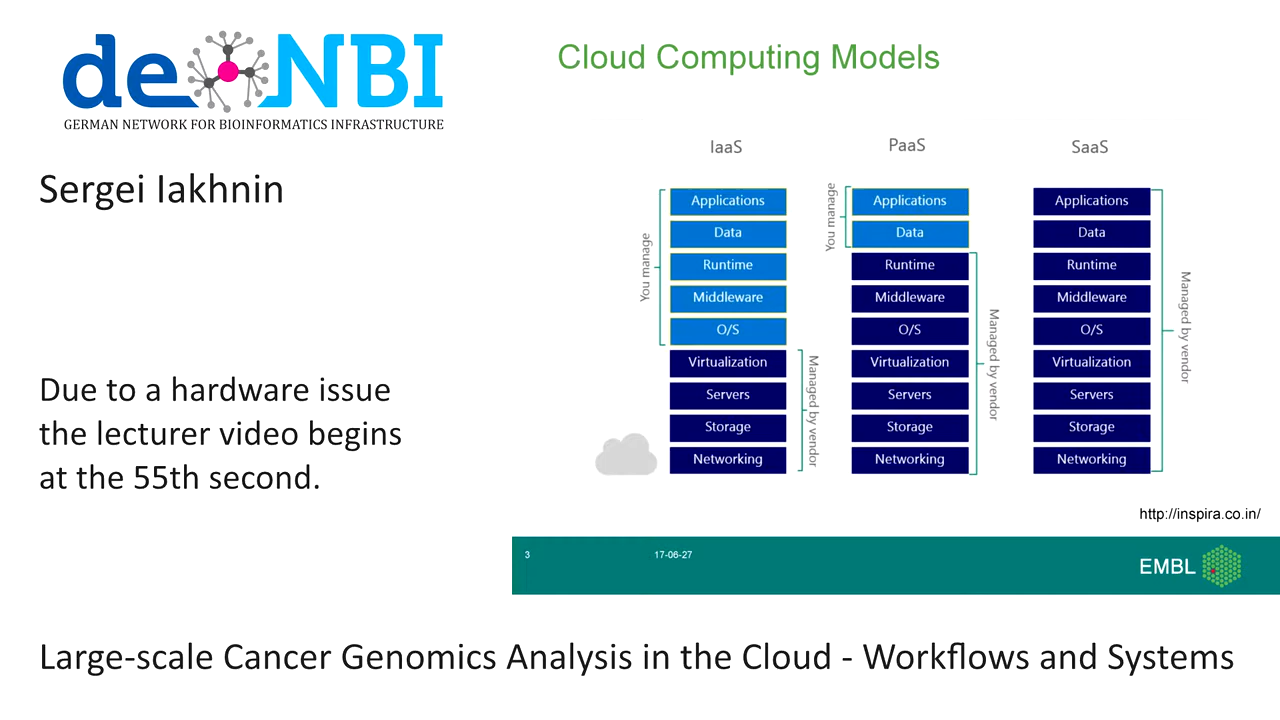 de NBI
GERMAN NETWORK FOR BIOINFORMATICS INFRASTRUCTURE
Sergei Iakhnin
Due to a hardware issue
the lecturer video begins
at the 55th second.
Cloud Computing Models
IaaS
You manage
Applications
Data
Runtime
Middleware
O/S
Virtualization
Servers
Storage
Networking
Managed by vendor
PaaS
You manage
Applications
Data
Runtime
Middleware
O/S
Virtualization
Servers
Storage
Networking
Managed by vendor
SaaS
Applications
Data
Runtime
Middleware
O/S
Virtualization
Servers
Storage
Networking
Managed by vendor
http://inspira.co.in/
3
17-06-27
EMBL
Large-scale Cancer Genomics Analysis in the Cloud - Workflows and Systems